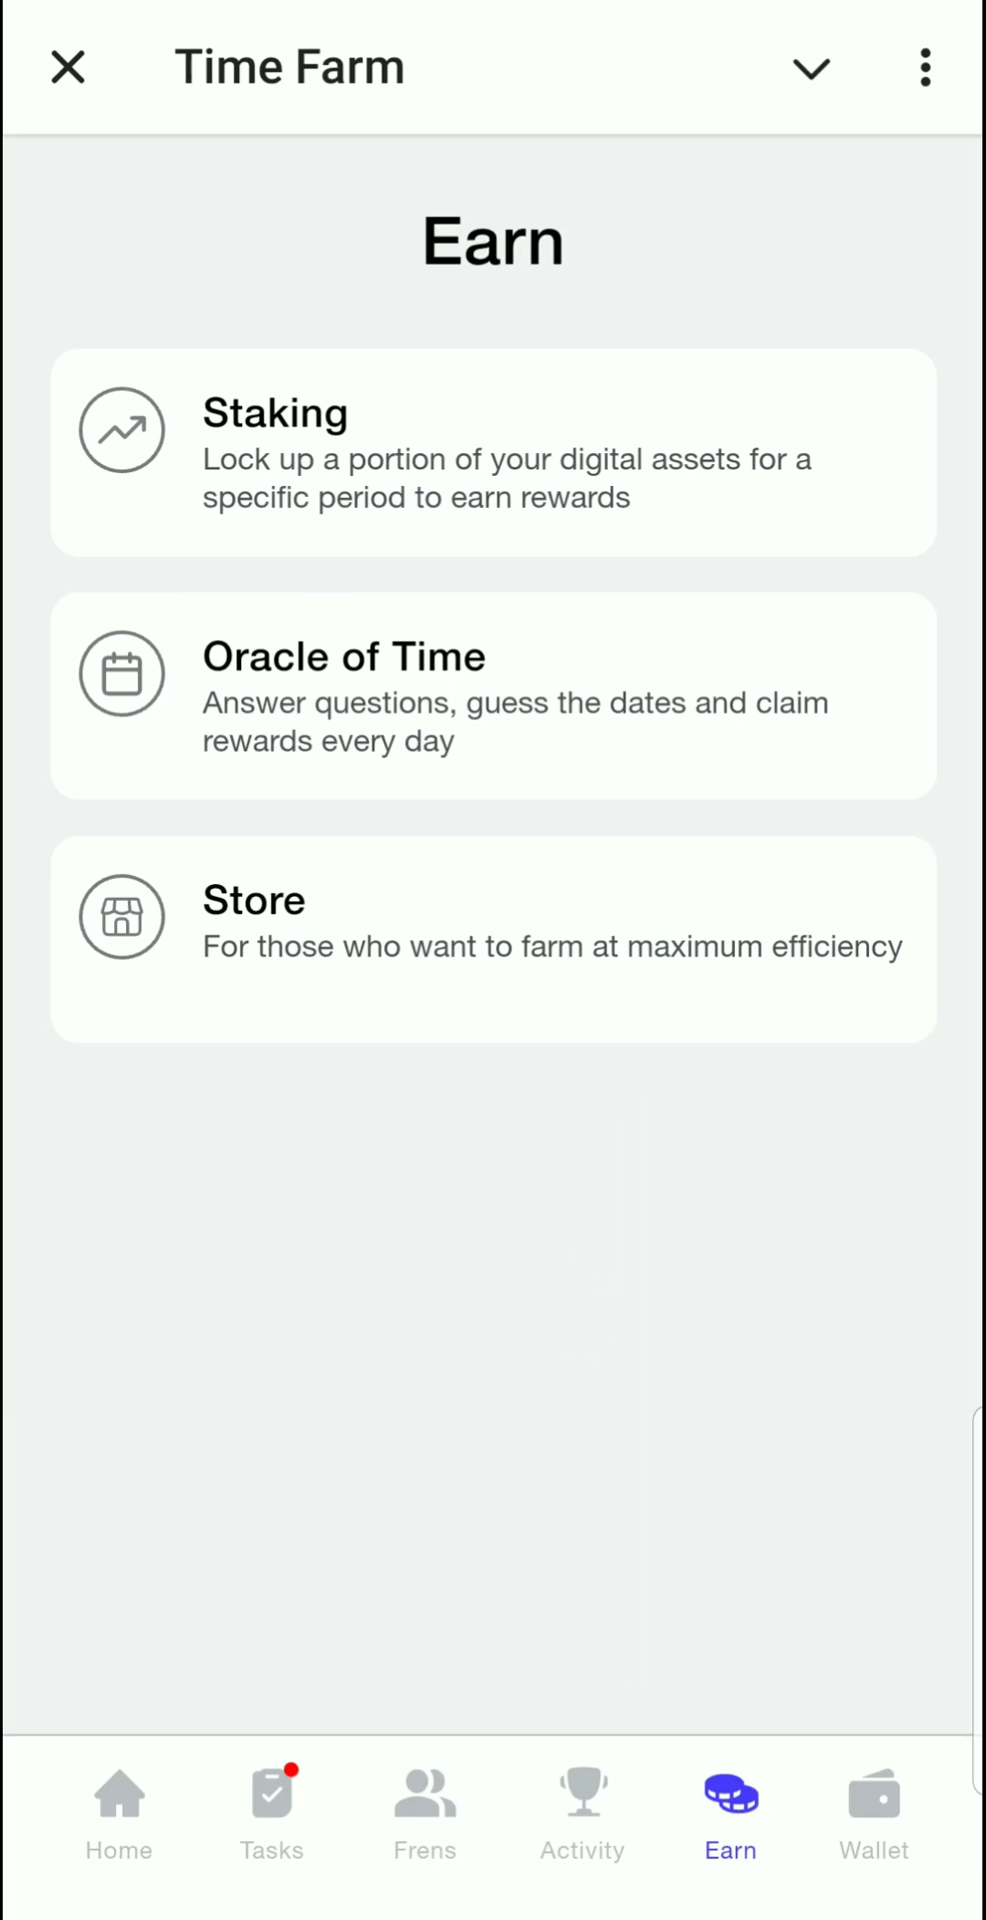 Time Farm
Earn
Staking
Lock up a portion of your digital assets for a
specific period to earn rewards
Oracle of Time
Answer questions, guess the dates and claim
rewards every day
Store
For those who want to farm at maximum efficiency
Home
Tasks
Frens
Activity
Earn
Wallet